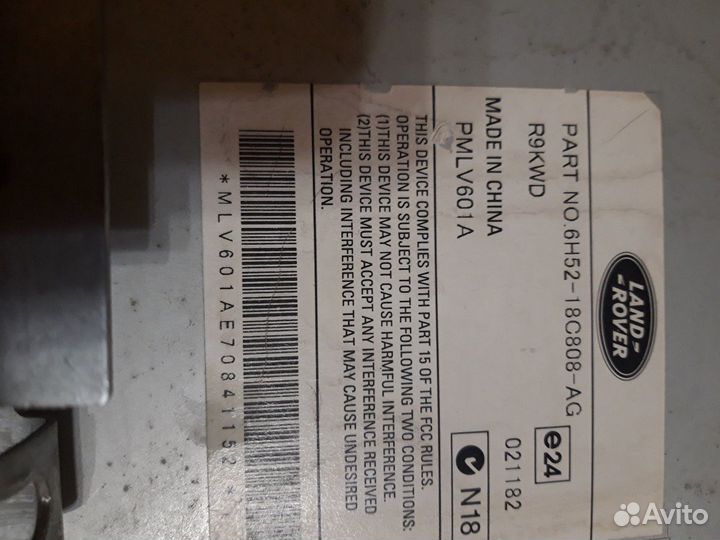 LAND-
-ROVER
PART NO.6H52-18C808-AG
R9KWD
e24
021182
MADE IN CHINA
PMLV601A
N18
THIS DEVICE COMPLIES WITH PART 15 OF THE FCC RULES.
OPERATION IS SUBJECT TO THE FOLLOWING TWO CONDITIONS:
(1)THIS DEVICE MAY NOT CAUSE HARMFUL INTERFERENCE.
(2)THIS DEVICE MUST ACCEPT ANY INTERFERENCE RECEIVED
INCLUDING INTERFERENCE THAT MAY CAUSE UNDESIRED
OPERATION.
*MLV601AE70841152*
Avito